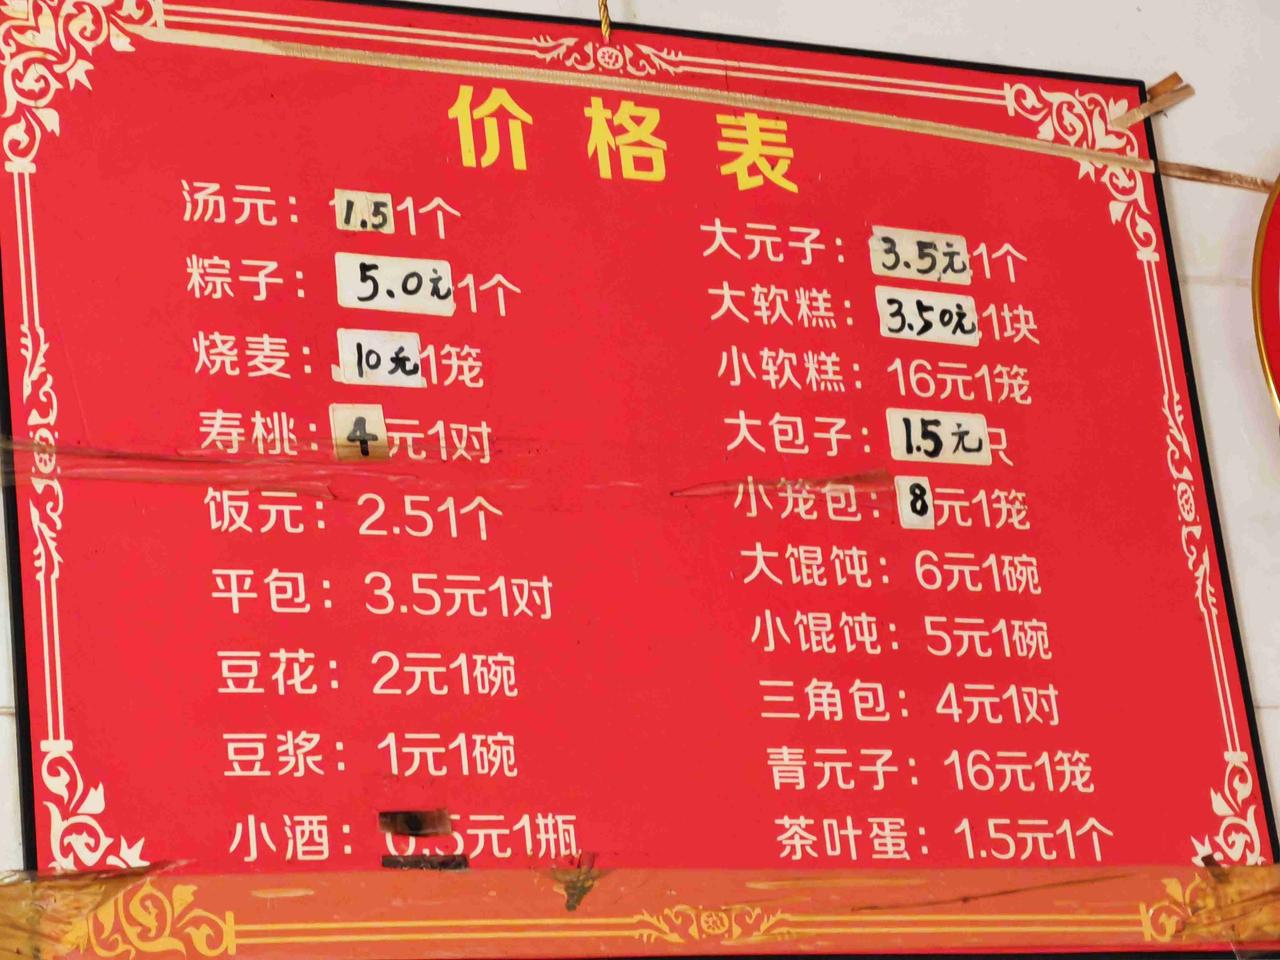 价格表
汤元：1.5 1个
粽子：5.0元1个
烧麦：10元1笼
寿桃：4元1对
饭元：2.51个
平包：3.5元1对
豆花：2元1碗
豆浆：1元1碗
小酒：元1瓶
大元子：3.5元1个
大软糕：3.50元1块
小软糕：16元1笼
大包子：1.5元只
小笼包：8元1笼
大馄饨：6元1碗
小馄饨：5元1碗
三角包：4元1对
青元子：16元1笼
茶叶蛋：1.5元1个